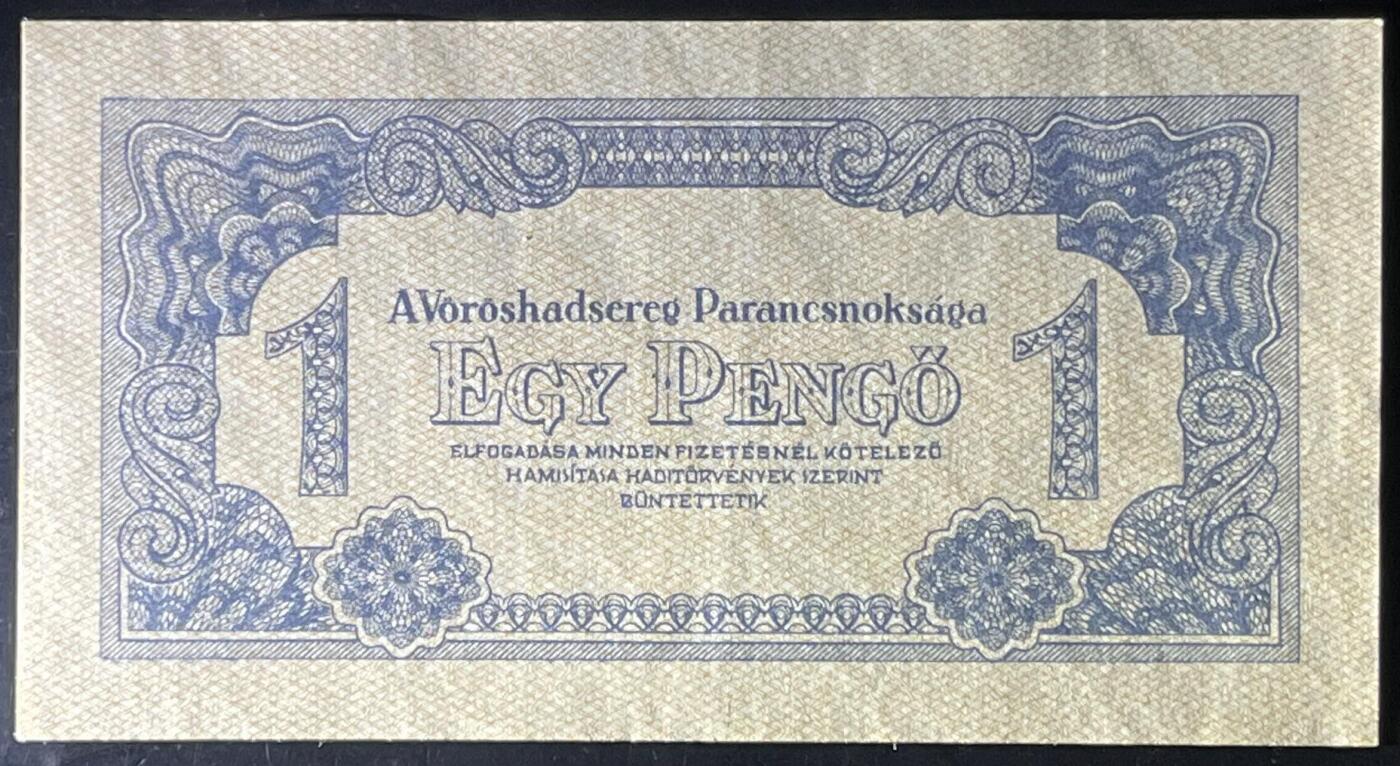 A Vöröshadsereg Parancsnoksága
1 EGY PENGŐ 1
ELFOGADÁSA MINDEN FIZETÉSNÉL KÖTELEZŐ
HAMISÍTÁSA HADITÖRVÉNYEK SZERINT
BÜNTETTETIK